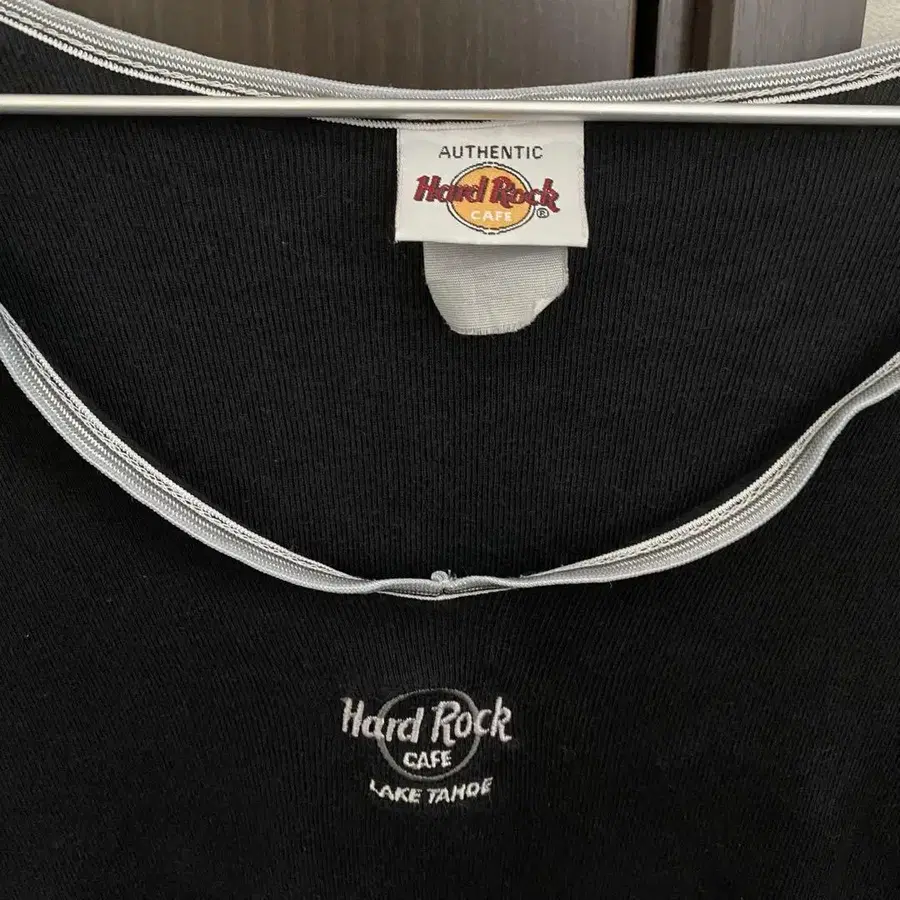 AUTHENTIC
Hard Rock
CAFE ®
Hard Rock
CAFE
LAKE TAHOE